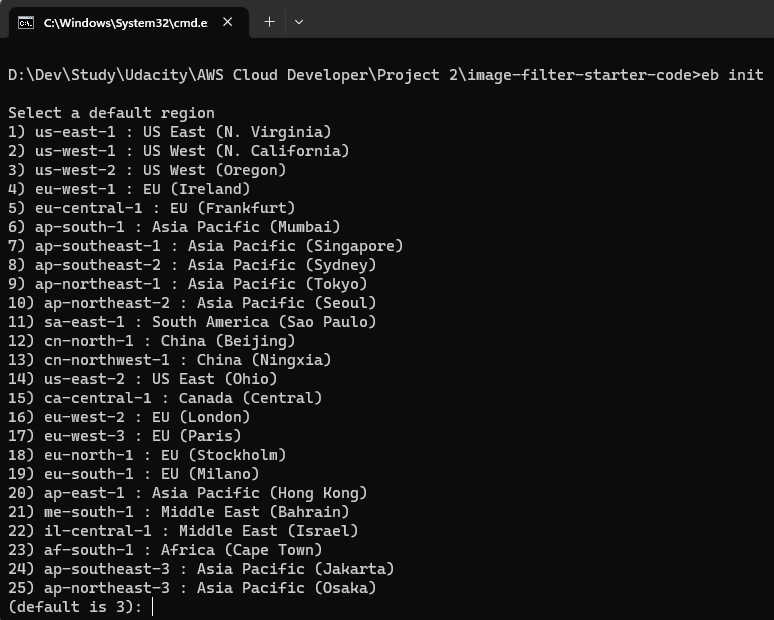 C:\Windows\System32\cmd.e
D:\Dev\Study\Udacity\AWS Cloud Developer\Project 2\image-filter-starter-code>eb init
Select a default region
1) us-east-1 : US East (N. Virginia)
2) us-west-1 : US West (N. California)
3) us-west-2 : US West (Oregon)
4) eu-west-1 : EU (Ireland)
5) eu-central-1 : EU (Frankfurt)
6) ap-south-1 : Asia Pacific (Mumbai)
7) ap-southeast-1 : Asia Pacific (Singapore)
8) ap-southeast-2 : Asia Pacific (Sydney)
9) ap-northeast-1 : Asia Pacific (Tokyo)
10) ap-northeast-2 : Asia Pacific (Seoul)
11) sa-east-1 : South America (Sao Paulo)
12) cn-north-1 : China (Beijing)
13) cn-northwest-1 : China (Ningxia)
14) us-east-2 : US East (Ohio)
15) ca-central-1 : Canada (Central)
16) eu-west-2 : EU (London)
17) eu-west-3 : EU (Paris)
18) eu-north-1 : EU (Stockholm)
19) eu-south-1 : EU (Milano)
20) ap-east-1 : Asia Pacific (Hong Kong)
21) me-south-1 : Middle East (Bahrain)
22) il-central-1 : Middle East (Israel)
23) af-south-1 : Africa (Cape Town)
24) ap-southeast-3 : Asia Pacific (Jakarta)
25) ap-northeast-3 : Asia Pacific (Osaka)
(default is 3):